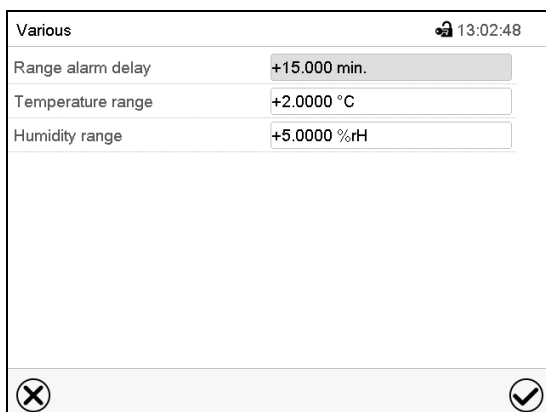 Various 13:02:48
Range alarm delay +15.000 min.
Temperature range +2.0000 °C
Humidity range +5.0000 %rH